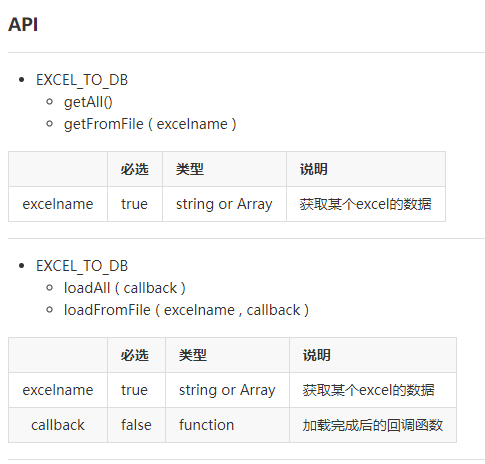 API
EXCEL_TO_DB
getAll()
getFromFile ( excelname )
必选 类型 说明
excelname true string or Array 获取某个excel的数据
EXCEL_TO_DB
loadAll ( callback )
loadFromFile ( excelname , callback )
必选 类型 说明
excelname true string or Array 获取某个excel的数据
callback false function 加载完成后的回调函数